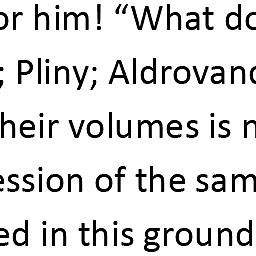 or him! “What do
; Pliny; Aldrovand
heir volumes is n
ession of the sam
ed in this ground